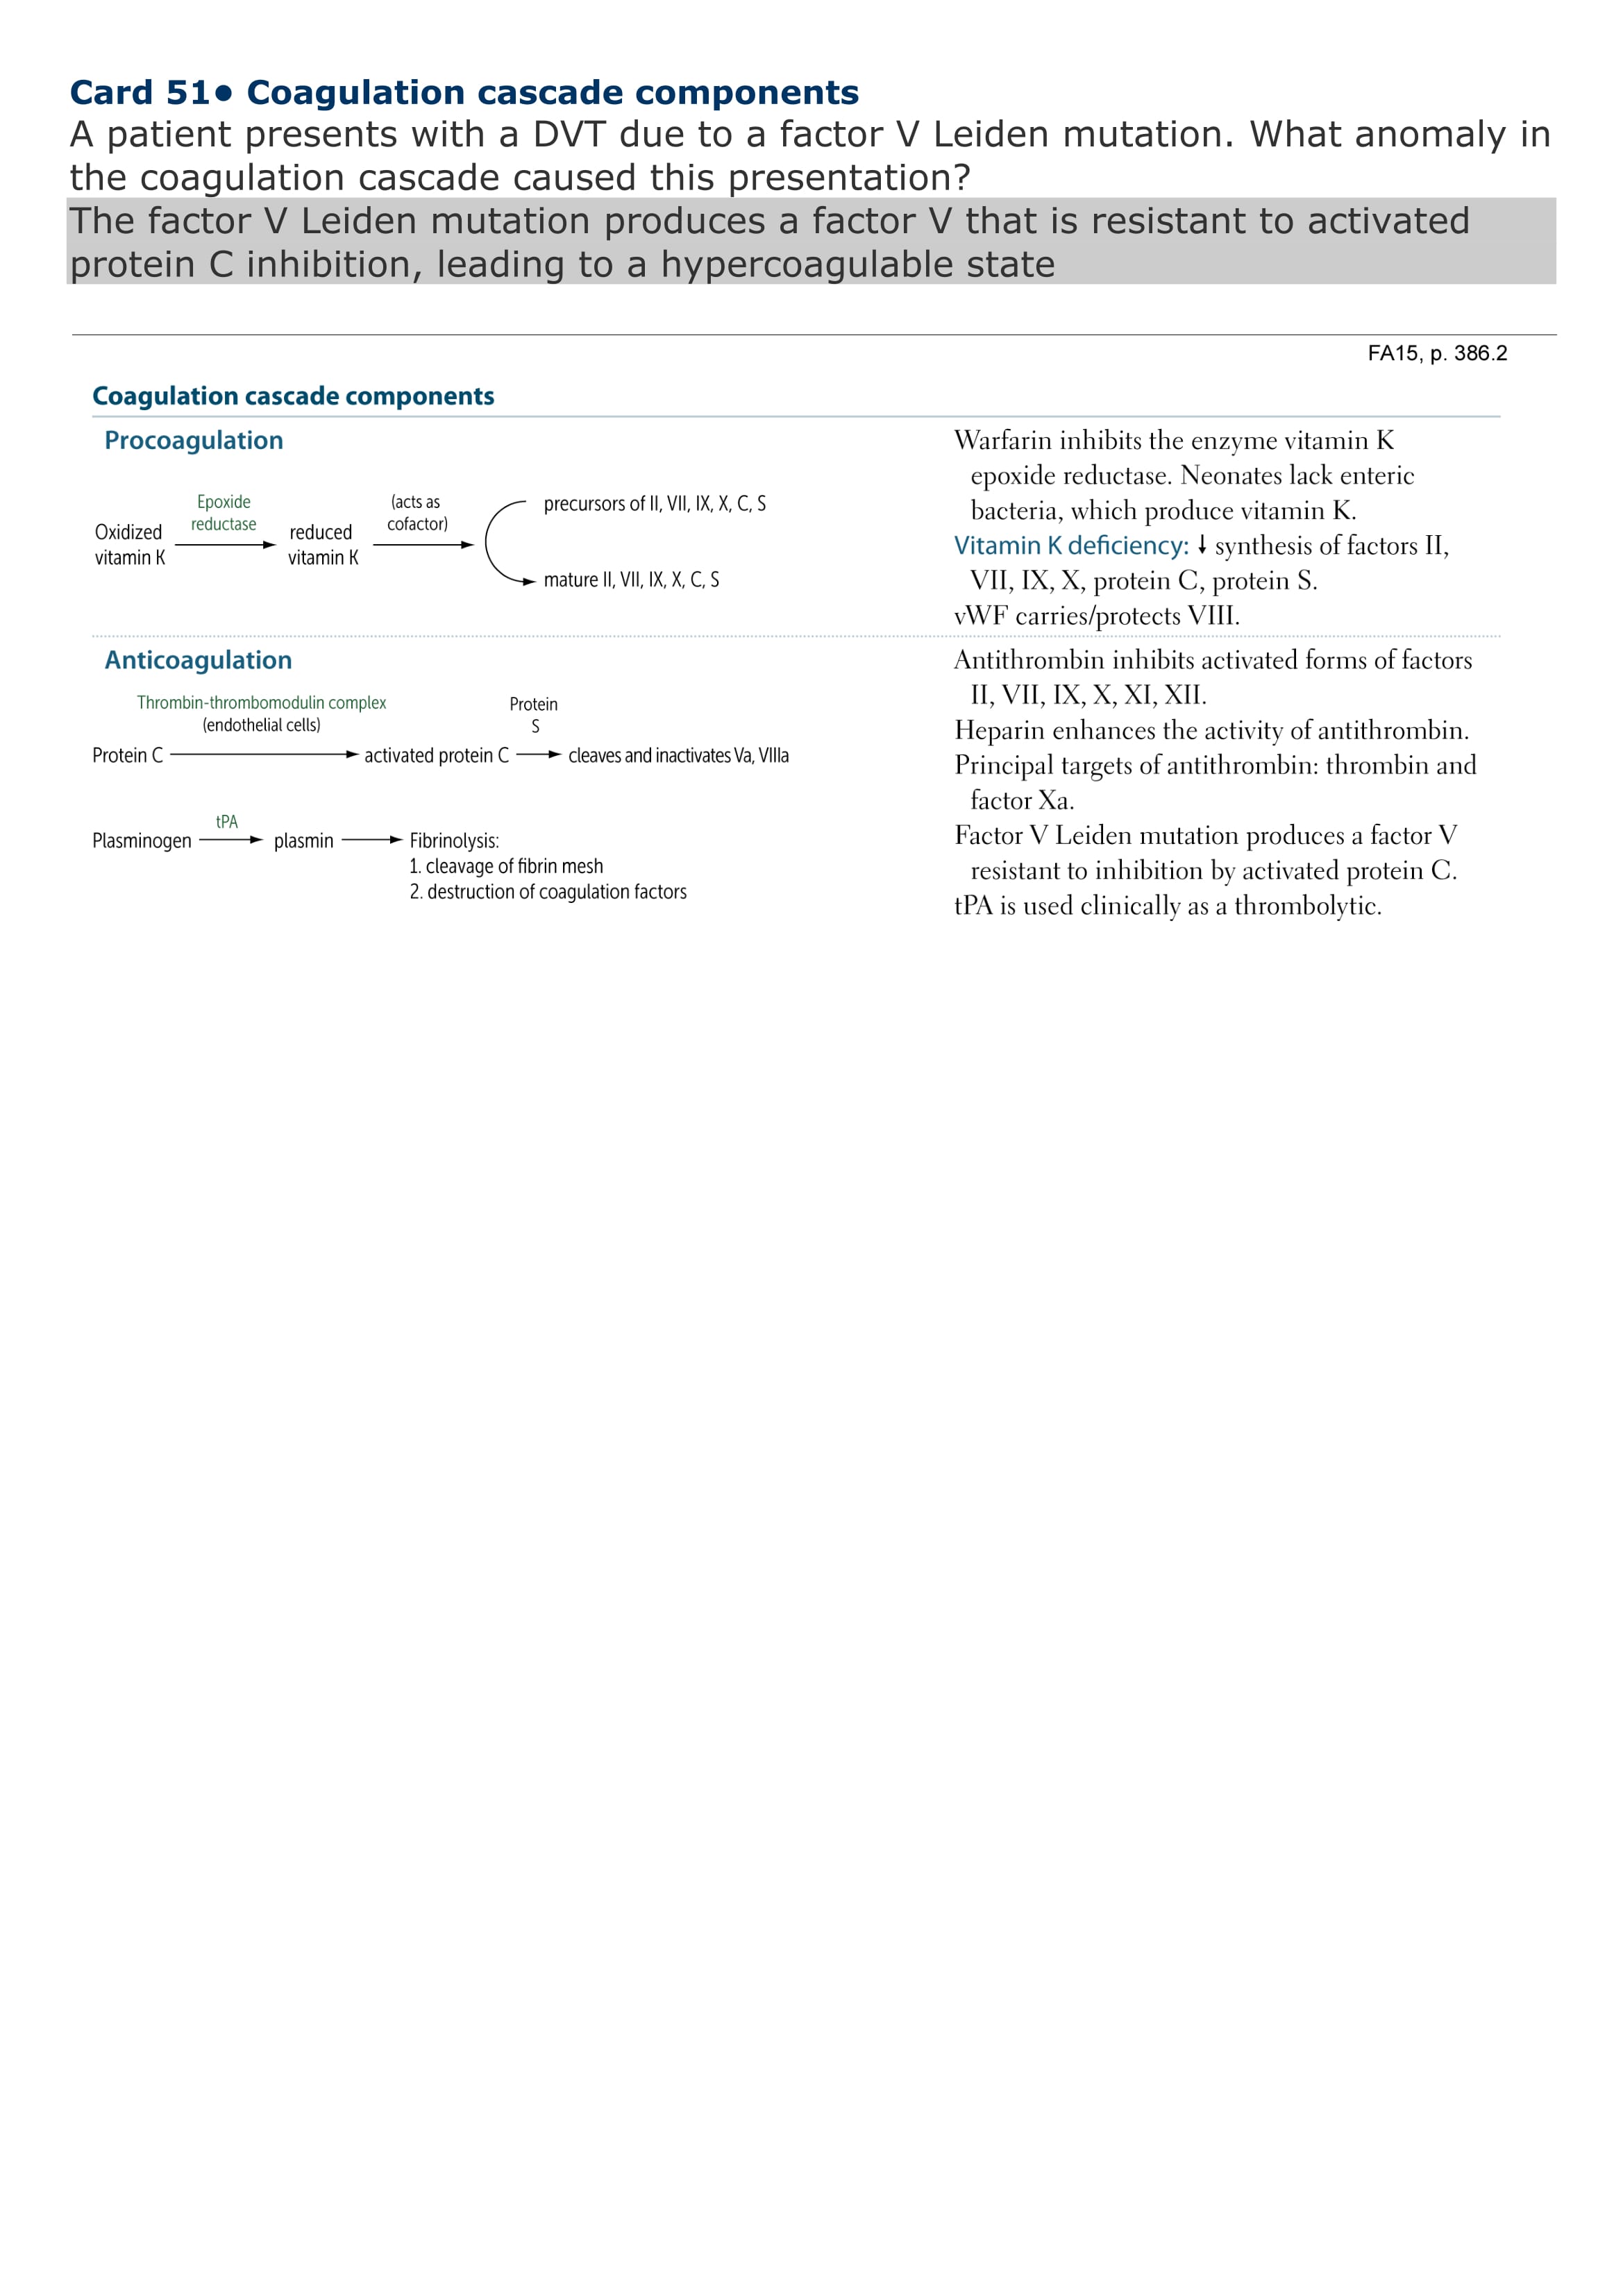 Card 51• Coagulation cascade components
A patient presents with a DVT due to a factor V Leiden mutation. What anomaly in
the coagulation cascade caused this presentation?
The factor V Leiden mutation produces a factor V that is resistant to activated
protein C inhibition, leading to a hypercoagulable state
FA15, p. 386.2
Coagulation cascade components
Procoagulation
Epoxide
reductase
(acts as
cofactor)
Oxidized
vitamin K
reduced
vitamin K
precursors of II, VII, IX, X, C, S
mature II, VII, IX, X, C, S
Warfarin inhibits the enzyme vitamin K
epoxide reductase. Neonates lack enteric
bacteria, which produce vitamin K.
Vitamin K deficiency: ↓ synthesis of factors II,
VII, IX, X, protein C, protein S.
vWF carries/protects VIII.
Anticoagulation
Thrombin-thrombomodulin complex
(endothelial cells)
Protein
S
Protein C
activated protein C
cleaves and inactivates Va, VIIIa
tPA
Plasminogen
plasmin
Fibrinolysis:
1. cleavage of fibrin mesh
2. destruction of coagulation factors
Antithrombin inhibits activated forms of factors
II, VII, IX, X, XI, XII.
Heparin enhances the activity of antithrombin.
Principal targets of antithrombin: thrombin and
factor Xa.
Factor V Leiden mutation produces a factor V
resistant to inhibition by activated protein C.
tPA is used clinically as a thrombolytic.